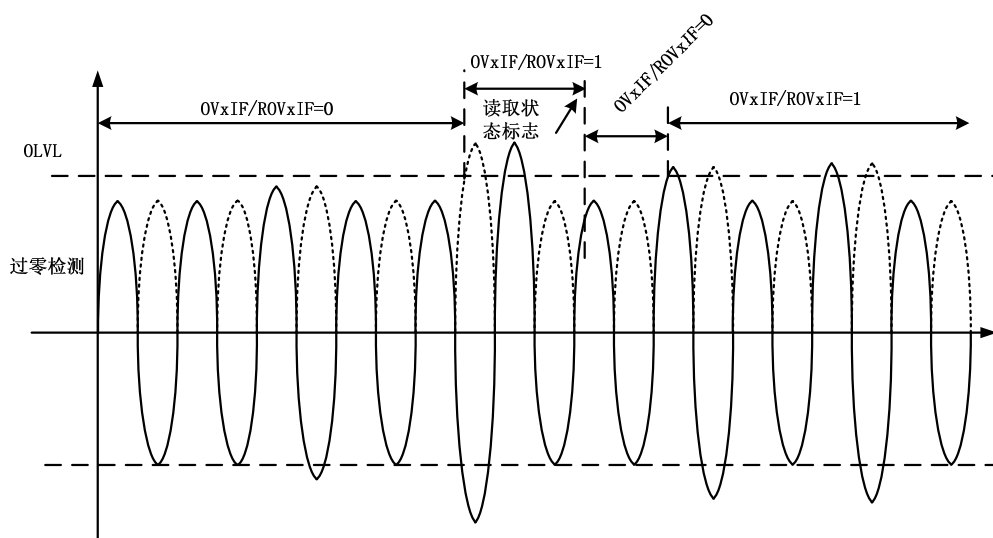 OVxIF/ROVxIF=0
OVxIF/ROVxIF=1
读取状
态标志
OVxIF/ROVxIF=0
OVxIF/ROVxIF=1
OLVL
过零检测